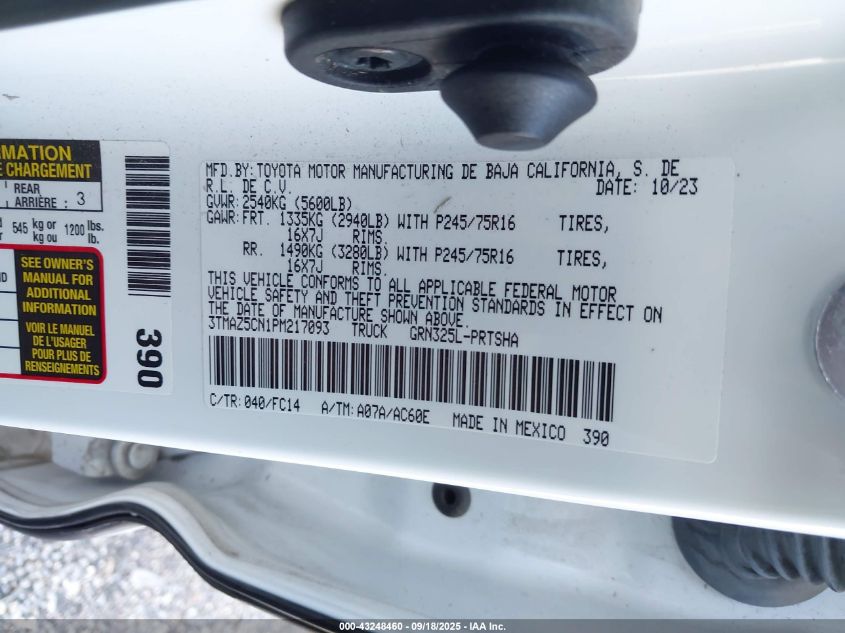 RMATION
E CHARGEMENT
REAR
ARRIÈRE : 3
545 kg or 1200 lbs.
kg ou lb.
SEE OWNER'S
MANUAL FOR
ADDITIONAL
INFORMATION
VOIR LE MANUEL
DE L'USAGER
POUR PLUS DE
RENSEIGNEMENTS
390
MFD.BY:TOYOTA MOTOR MANUFACTURING DE BAJA CALIFORNIA, S. DE
R.L. DE C.V. DATE: 10/23
GVWR:2540KG (5600LB)
GAWR:FRT. 1335KG (2940LB) WITH P245/75R16 TIRES,
16X7J RIMS.
RR. 1490KG (3280LB) WITH P245/75R16 TIRES,
16X7J RIMS.
THIS VEHICLE CONFORMS TO ALL APPLICABLE FEDERAL MOTOR
VEHICLE SAFETY AND THEFT PREVENTION STANDARDS IN EFFECT ON
THE DATE OF MANUFACTURE SHOWN ABOVE.
3TMAZ5CN1PM217093 TRUCK GRN325L-PRTSHA
C/TR:040/FC14 A/TM:A07A/AC60E MADE IN MEXICO 390
000-43248460 - 09/18/2025 - IAA Inc.